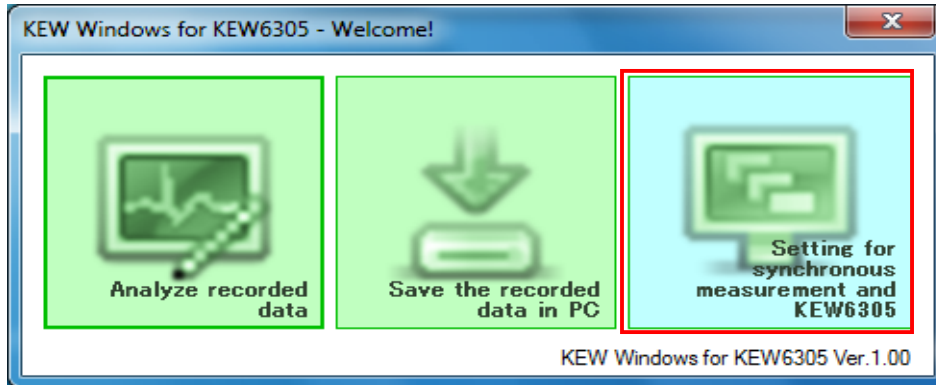 KEW Windows for KEW6305 - Welcome!
Analyze recorded
data
Save the recorded
data in PC
Setting for
synchronous
measurement and
KEW6305
KEW Windows for KEW6305 Ver.1.00